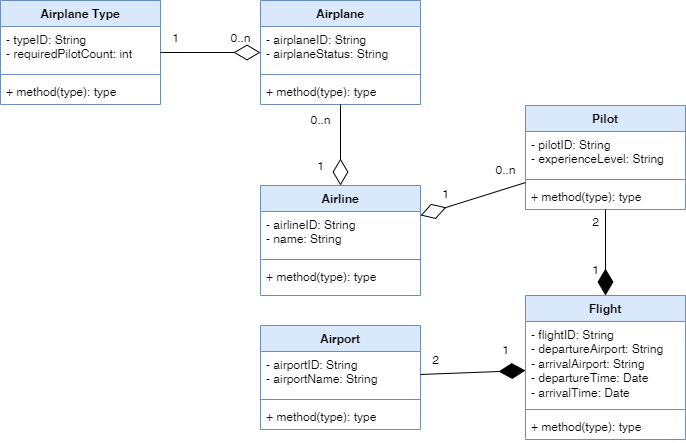 Airplane Type
- typeID: String
- requiredPilotCount: int
+ method(type): type
1
0..n
Airplane
- airplaneID: String
- airplaneStatus: String
+ method(type): type
0..n
1
Airline
- airlineID: String
- name: String
+ method(type): type
1
0..n
Pilot
- pilotID: String
- experienceLevel: String
+ method(type): type
2
1
Flight
- flightID: String
- departureAirport: String
- arrivalAirport: String
- departureTime: Date
- arrivalTime: Date
+ method(type): type
Airport
- airportID: String
- airportName: String
+ method(type): type
2
1